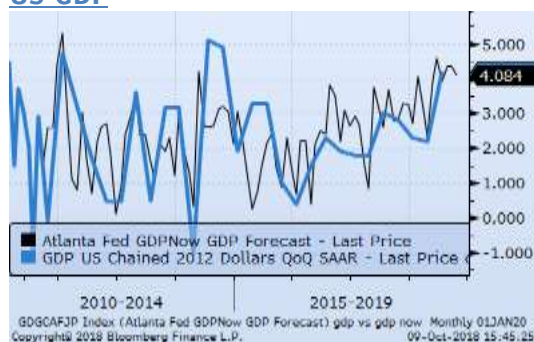 US GDP
5.000
4.084
3.000
2.000
1.000
0.000
-1.000
Atlanta Fed GDPNow GDP Forecast - Last Price
GDP US Chained 2012 Dollars QoQ SAAR - Last Price
2010-2014 2015-2019
GDGCAFJP Index (Atlanta Fed GDPNow GDP Forecast) gdp vs gdp now Monthly 01JAN20
Copyright© 2018 Bloomberg Finance L.P. 09-Oct-2018 15:45:25